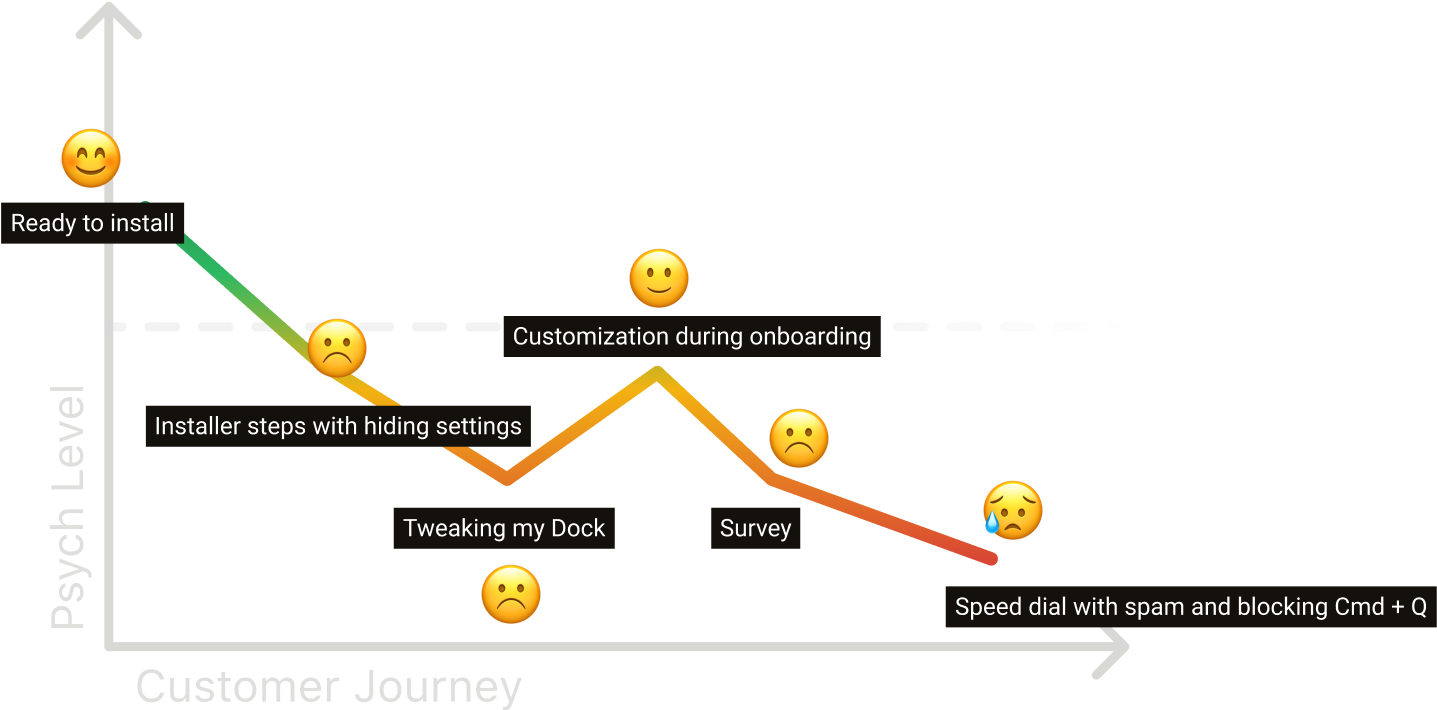 Ready to install
Customization during onboarding
Installer steps with hiding settings
Tweaking my Dock
Survey
Speed dial with spam and blocking Cmd + Q
Psych Level
Customer Journey